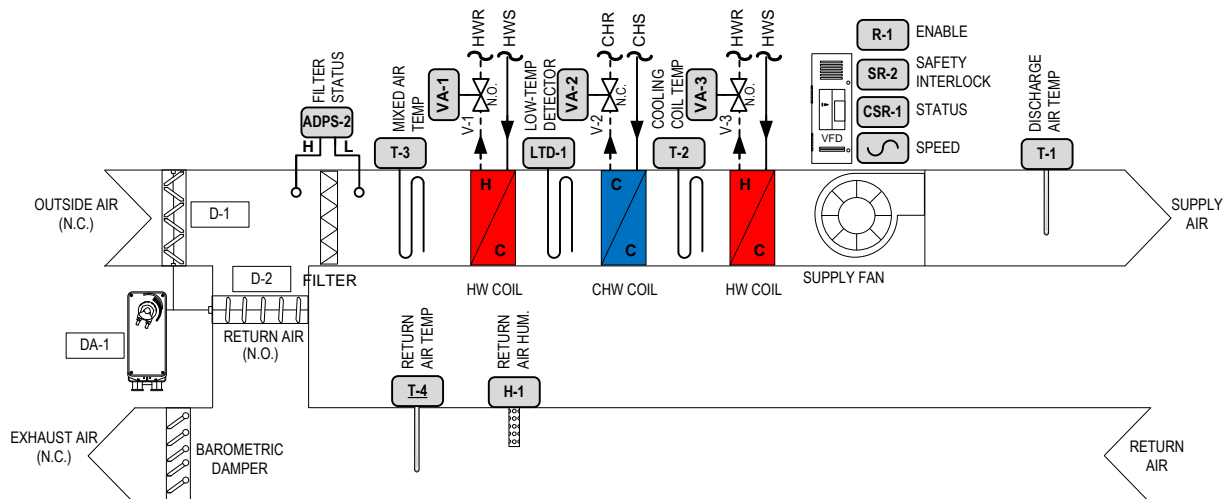 HWR
HWS
CHR
CHS
HWR
HWS
R-1
ENABLE
SR-2
SAFETY
INTERLOCK
CSR-1
STATUS
SPEED
VFD
FILTER
STATUS
ADPS-2
H
L
MIXED AIR
TEMP
T-3
VA-1
N.O.
V-1
LOW-TEMP
DETECTOR
LTD-1
VA-2
N.C.
V-2
COOLING
COIL TEMP
T-2
VA-3
N.O.
V-3
DISCHARGE
AIR TEMP
T-1
OUTSIDE AIR
(N.C.)
D-1
H
C
C
C
H
C
SUPPLY
AIR
D-2
FILTER
HW COIL
CHW COIL
HW COIL
SUPPLY FAN
DA-1
RETURN AIR
(N.O.)
RETURN
AIR TEMP
T-4
RETURN
AIR HUM.
H-1
EXHAUST AIR
(N.C.)
BAROMETRIC
DAMPER
RETURN
AIR